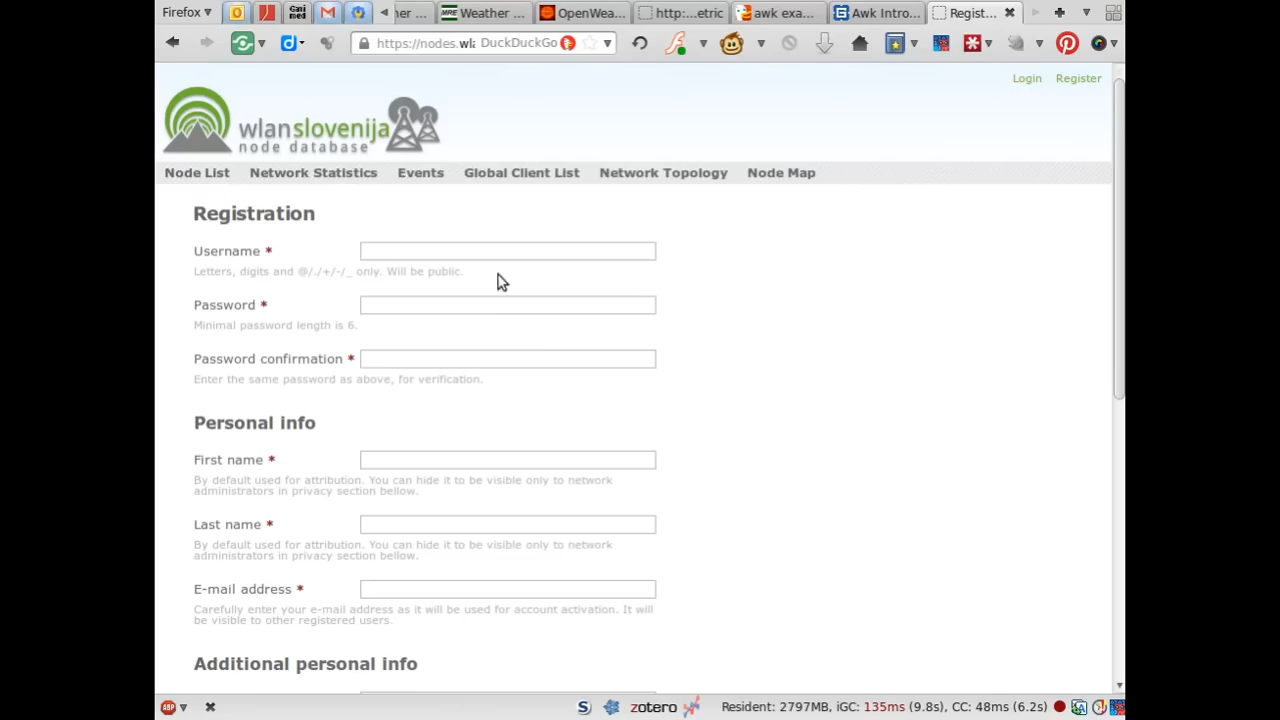 Firefox
her ...
Weather ...
OpenWea...
http:...etric
awk exa...
Awk Intro...
Regist...
https://nodes.wl
DuckDuckGo
Login
Register
wlanslovenija
node database
Node List
Network Statistics
Events
Global Client List
Network Topology
Node Map
Registration
Username *
Letters, digits and @/./+/-/_ only. Will be public.
Password *
Minimal password length is 6.
Password confirmation *
Enter the same password as above, for verification.
Personal info
First name *
By default used for attribution. You can hide it to be visible only to network
administrators in privacy section bellow.
Last name *
By default used for attribution. You can hide it to be visible only to network
administrators in privacy section bellow.
E-mail address *
Carefully enter your e-mail address as it will be used for account activation. It will
be visible to other registered users.
Additional personal info
ABP
S
zotero
Resident: 2797MB, iGC: 135ms (9.8s), CC: 48ms (6.2s)